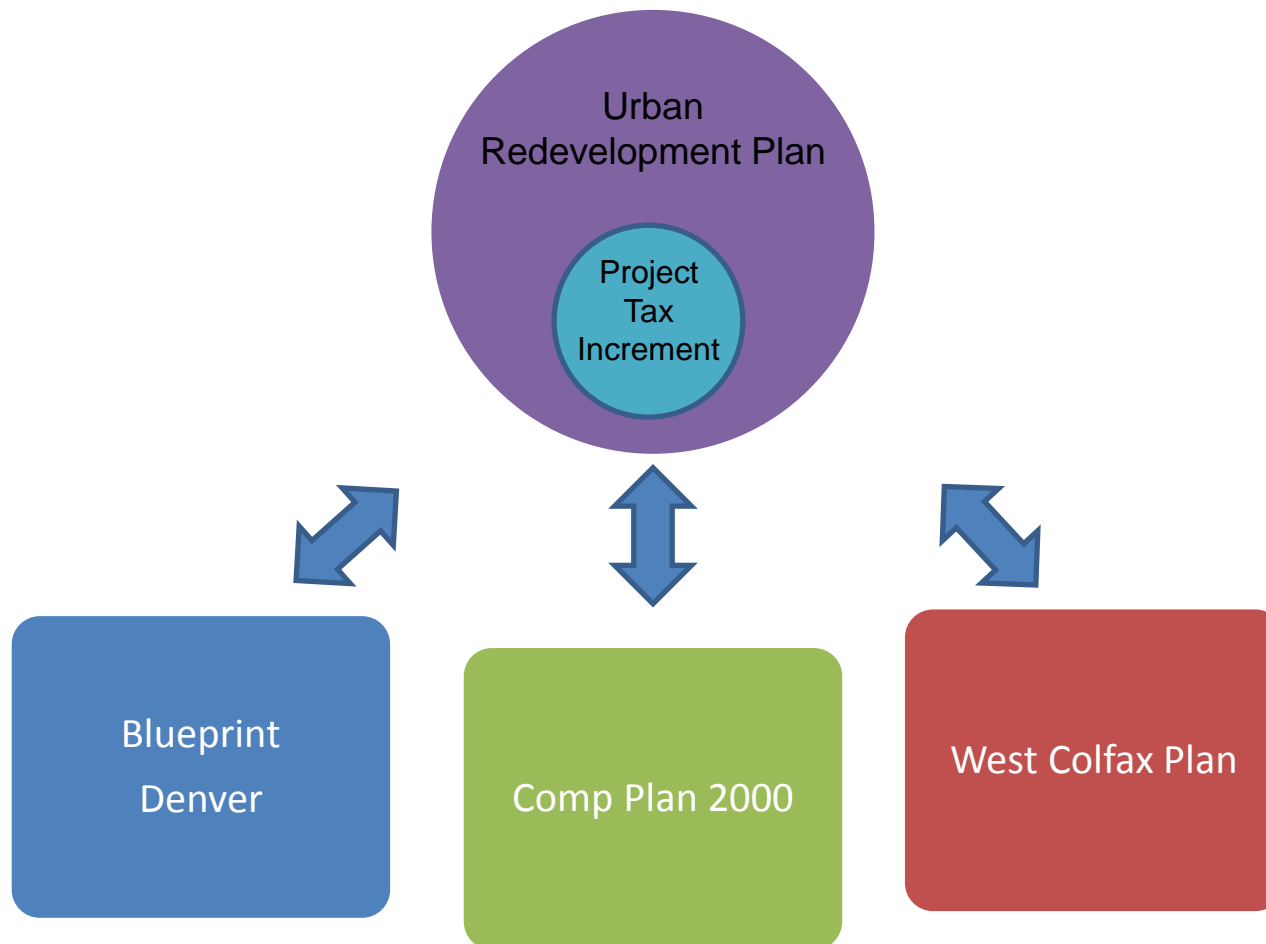 Urban
Redevelopment Plan
Project
Tax
Increment
Blueprint
Denver
Comp Plan 2000
West Colfax Plan